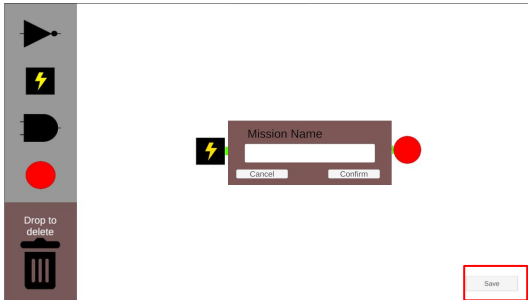 Mission Name
Cancel
Confirm
Drop to
delete
Save